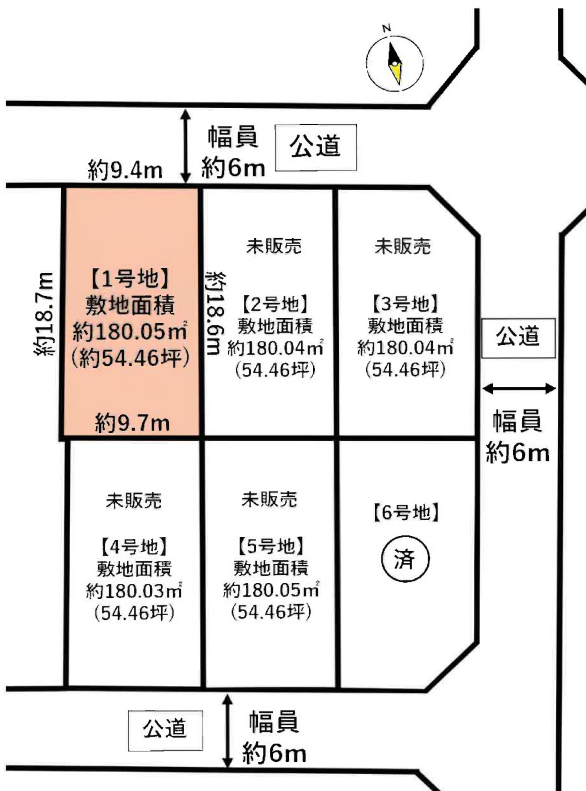 N
幅員
約6m
公道
約9.4m
約18.7m
【1号地】
敷地面積
約180.05㎡
(約54.46坪)
約9.7m
約18.6m
未販売
【2号地】
敷地面積
約180.04㎡
(54.46坪)
未販売
【3号地】
敷地面積
約180.04㎡
(54.46坪)
公道
幅員
約6m
未販売
【4号地】
敷地面積
約180.03㎡
(54.46坪)
未販売
【5号地】
敷地面積
約180.05㎡
(54.46坪)
【6号地】
済
公道
幅員
約6m